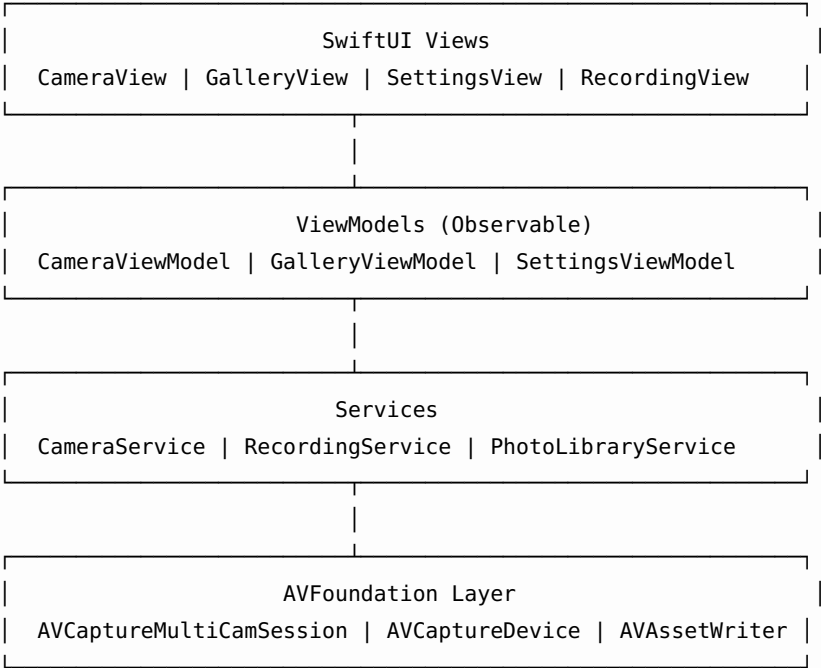 SwiftUI Views
CameraView | GalleryView | SettingsView | RecordingView
ViewModels (Observable)
CameraViewModel | GalleryViewModel | SettingsViewModel
Services
CameraService | RecordingService | PhotoLibraryService
AVFoundation Layer
AVCaptureMultiCamSession | AVCaptureDevice | AVAssetWriter